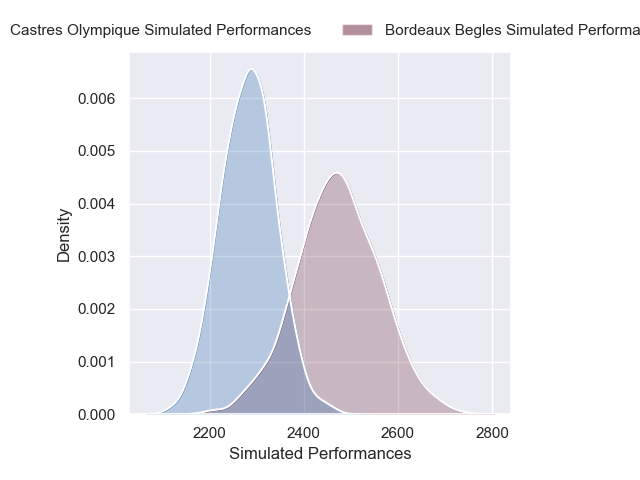 Castres Olympique Simulated Performances Bordeaux Begles Simulated Performa
0.006
0.005
0.004
0.003
0.002
0.001
0.000
Density
2200 2400 2600 2800
Simulated Performances